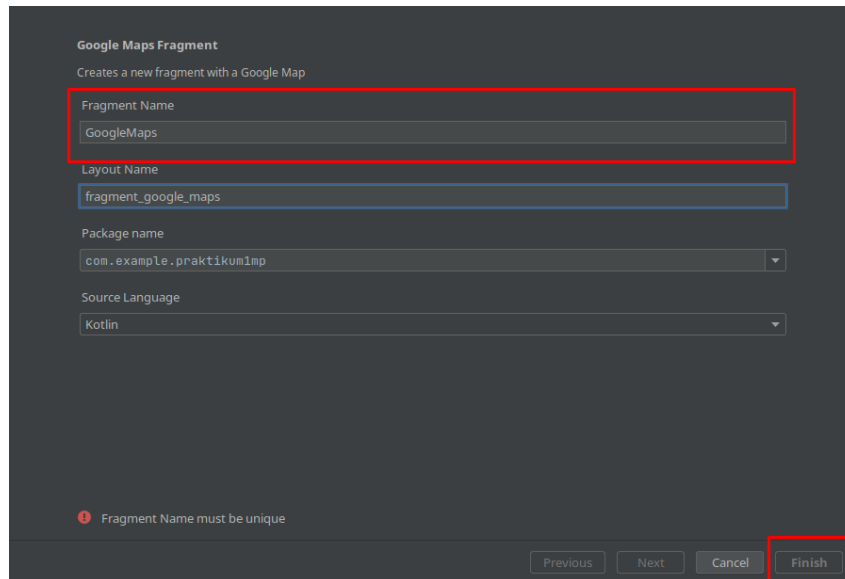 Google Maps Fragment
Creates a new fragment with a Google Map
Fragment Name
GoogleMaps
Layout Name
fragment_google_maps
Package name
com.example.praktikum1mp
Source Language
Kotlin
Fragment Name must be unique
Previous Next Cancel Finish